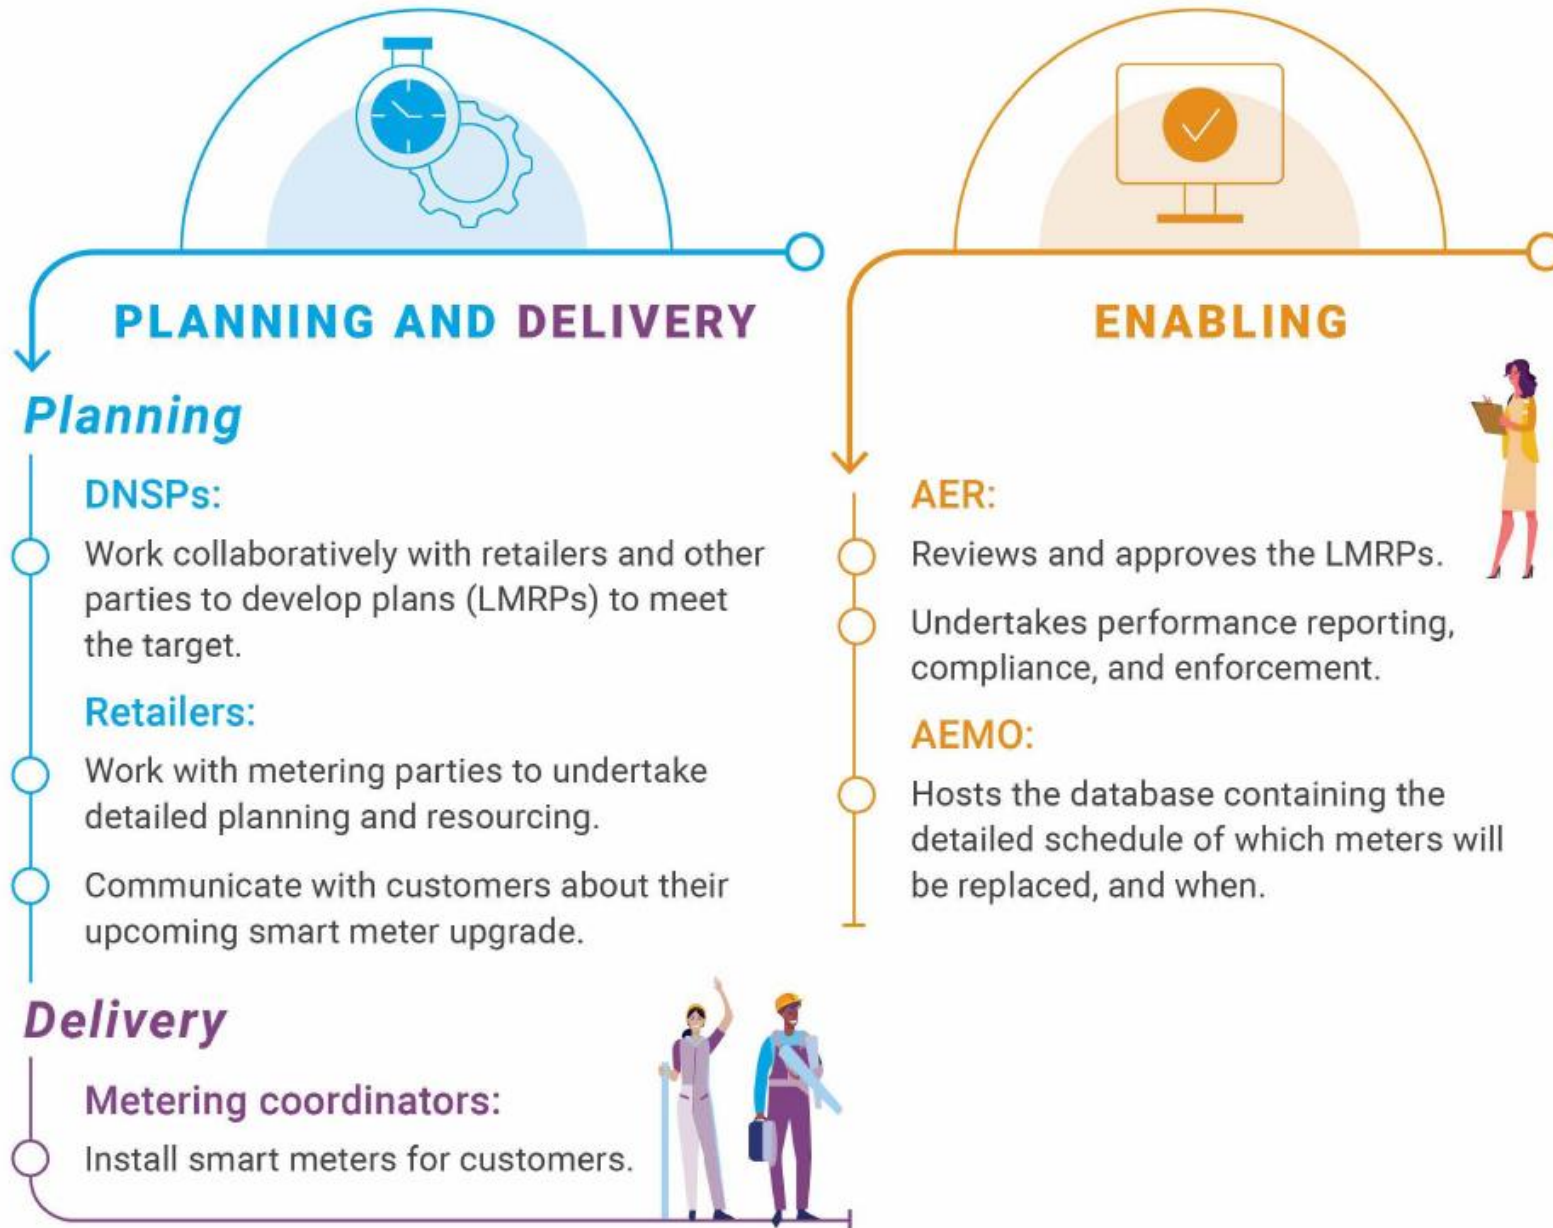 PLANNING AND DELIVERY
Planning
DNSPs:
Work collaboratively with retailers and other
parties to develop plans (LMRPs) to meet
the target.
Retailers:
Work with metering parties to undertake
detailed planning and resourcing.
Communicate with customers about their
upcoming smart meter upgrade.
Delivery
Metering coordinators:
Install smart meters for customers.
ENABLING
AER:
Reviews and approves the LMRPs.
Undertakes performance reporting,
compliance, and enforcement.
AEMO:
Hosts the database containing the
detailed schedule of which meters will
be replaced, and when.